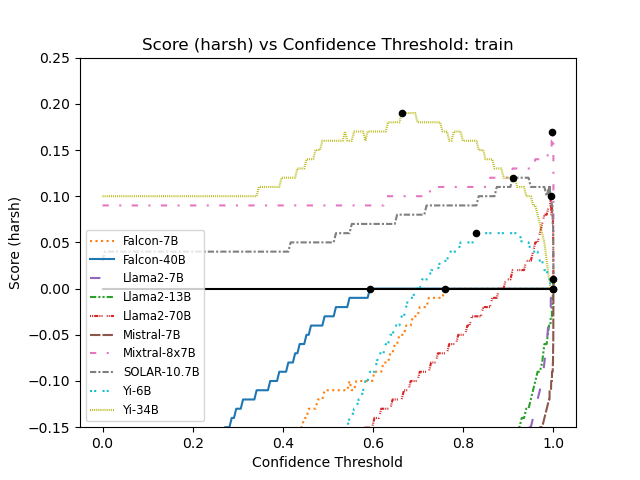 Score (harsh) vs Confidence Threshold: train
0.25
0.20
0.15
0.10
0.05
0.00
−0.05
−0.10
−0.15
Score (harsh)
Falcon-7B
Falcon-40B
Llama2-7B
Llama2-13B
Llama2-70B
Mistral-7B
Mixtral-8x7B
SOLAR-10.7B
Yi-6B
Yi-34B
0.0 0.2 0.4 0.6 0.8 1.0
Confidence Threshold